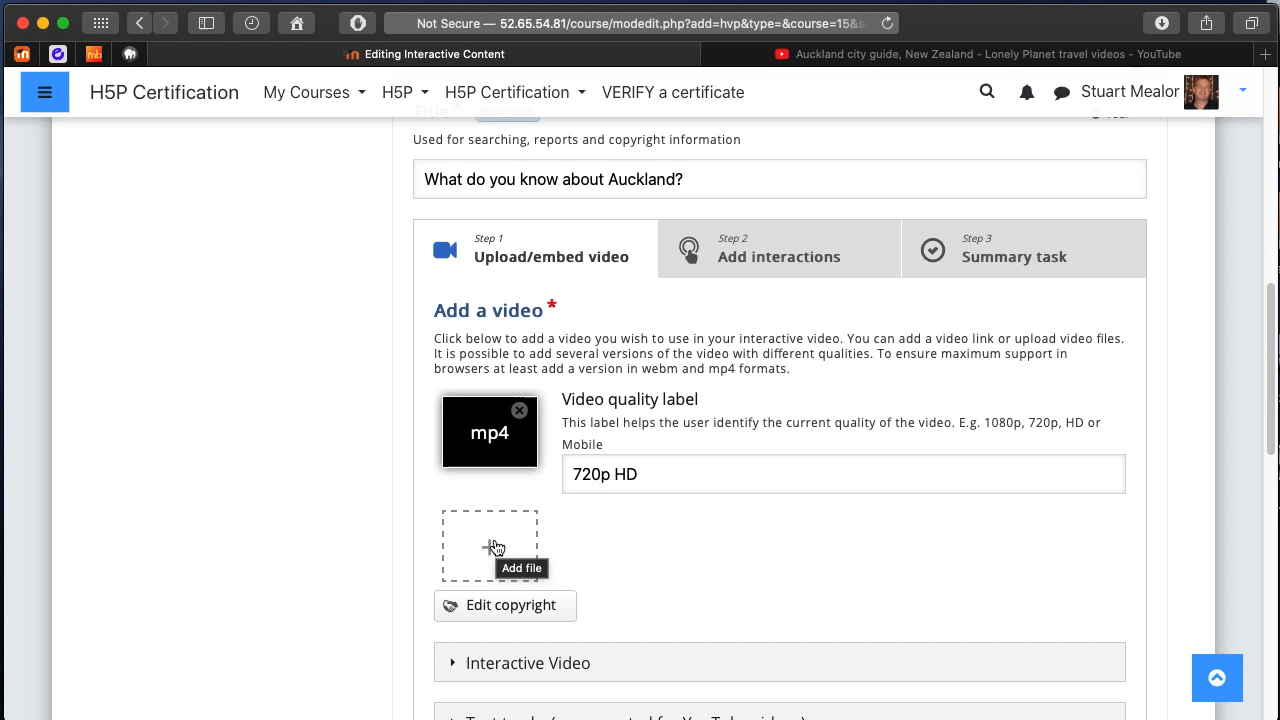 Not Secure — 52.65.54.81/course/modedit.php?add=hvp&type=&course=15&s
Editing Interactive Content
Auckland city guide, New Zealand - Lonely Planet travel videos - YouTube
H5P Certification
My Courses
H5P
H5P Certification
VERIFY a certificate
Stuart Mealor
Title *
Used for searching, reports and copyright information
What do you know about Auckland?
Step 1
Upload/embed video
Step 2
Add interactions
Step 3
Summary task
Add a video *
Click below to add a video you wish to use in your interactive video. You can add a video link or upload video files.
It is possible to add several versions of the video with different qualities. To ensure maximum support in
browsers at least add a version in webm and mp4 formats.
mp4
Video quality label
This label helps the user identify the current quality of the video. E.g. 1080p, 720p, HD or
Mobile
720p HD
Add file
Edit copyright
Interactive Video